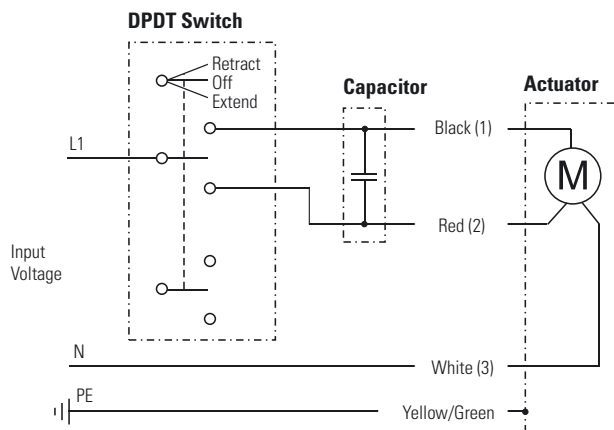 DPDT Switch
Retract
Off
Extend
Capacitor
Actuator
L1
Black (1)
M
Red (2)
Input
Voltage
N
White (3)
PE
Yellow/Green